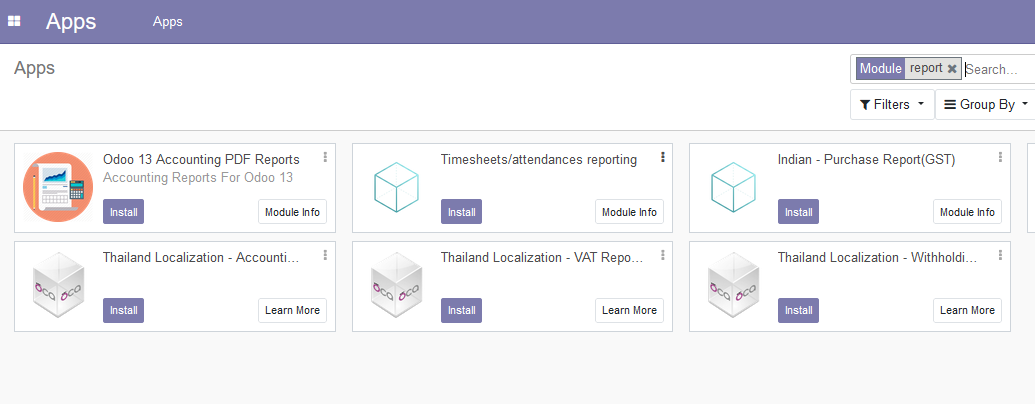 Apps Apps
Apps
Module report Search...
Filters Group By
Odoo 13 Accounting PDF Reports
Accounting Reports For Odoo 13
Install Module Info
Timesheets/attendances reporting
Install Module Info
Indian - Purchase Report(GST)
Install Module Info
Thailand Localization - Accounti...
Install Learn More
Thailand Localization - VAT Repo...
Install Learn More
Thailand Localization - Withholdi...
Install Learn More